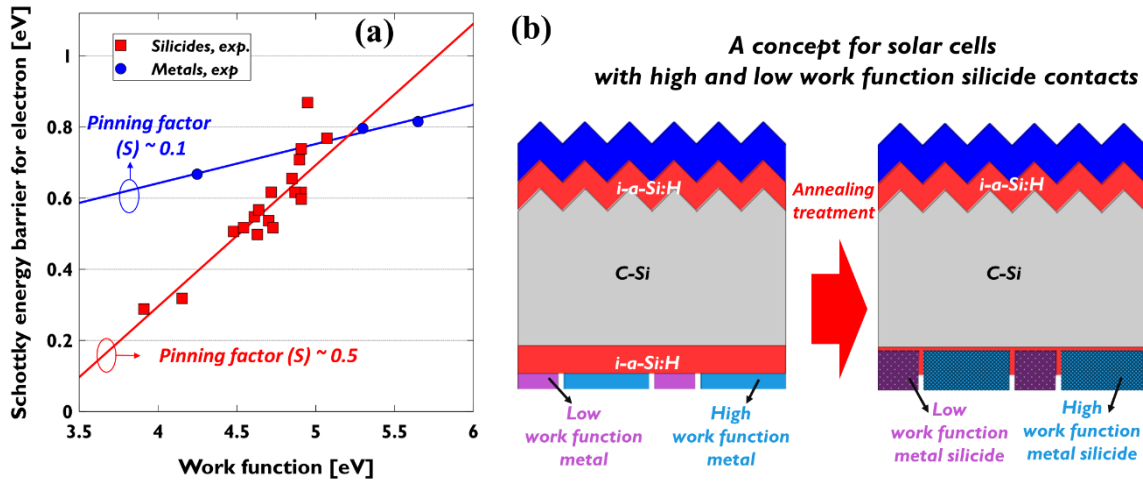 (a)
Silicides, exp.
Metals, exp
Pinning factor
(S) ~ 0.1
Pinning factor (S) ~ 0.5
Schottky energy barrier for electron [eV]
1
0.8
0.6
0.4
0.2
0
3.5 4 4.5 5 5.5 6
Work function [eV]
(b)
A concept for solar cells
with high and low work function silicide contacts
i-a-Si:H
C-Si
i-a-Si:H
Low
work function
metal
High
work function
metal
Annealing
treatment
i-a-Si:H
C-Si
Low
work function
metal silicide
High
work function
metal silicide